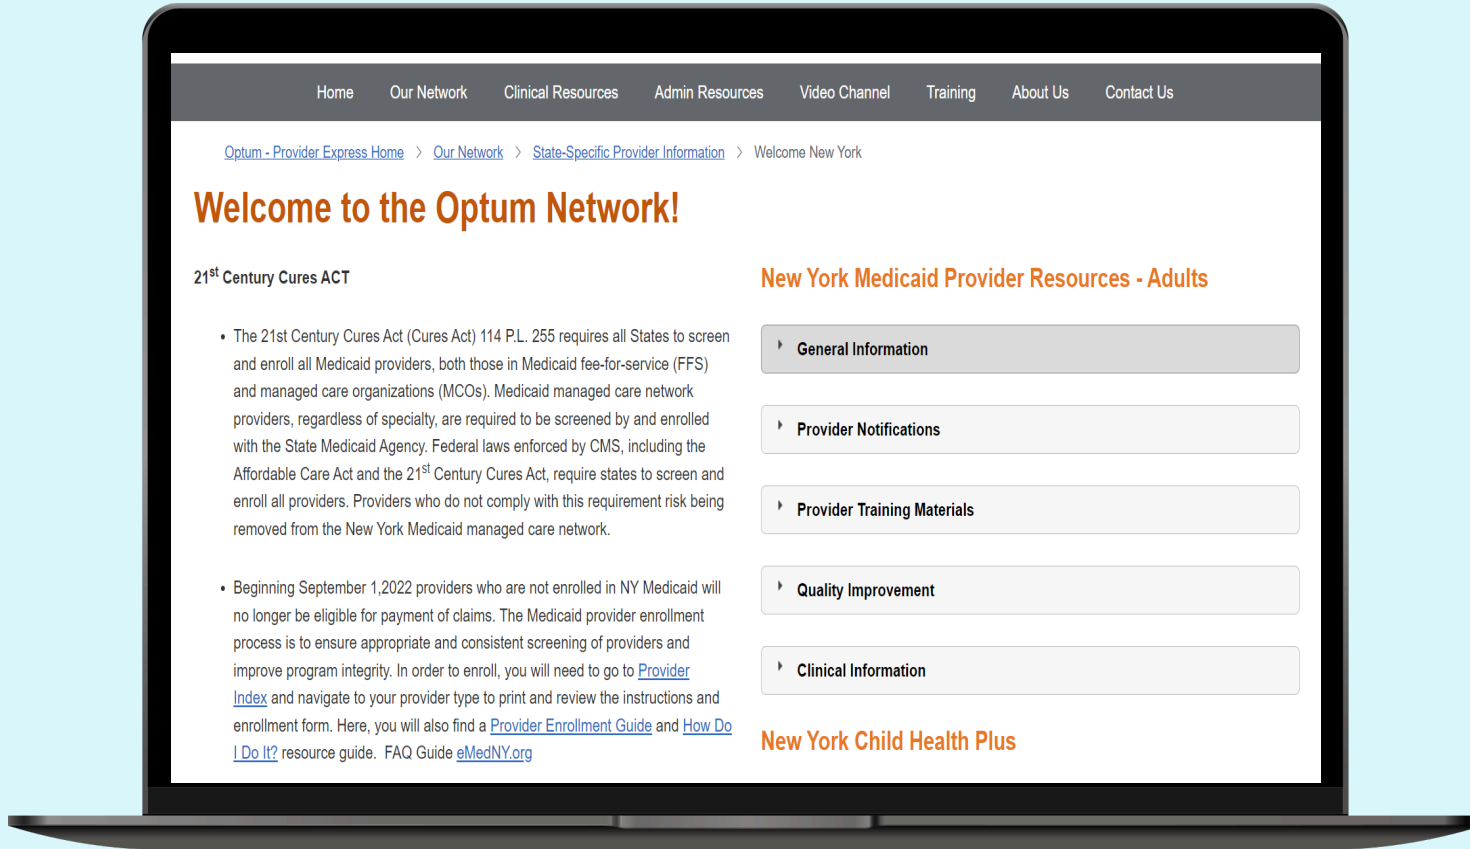 Home Our Network Clinical Resources Admin Resources Video Channel Training About Us Contact Us
Optum - Provider Express Home > Our Network > State-Specific Provider Information > Welcome New York
Welcome to the Optum Network!
21st Century Cures ACT
• The 21st Century Cures Act (Cures Act) 114 P.L. 255 requires all States to screen
and enroll all Medicaid providers, both those in Medicaid fee-for-service (FFS)
and managed care organizations (MCOs). Medicaid managed care network
providers, regardless of specialty, are required to be screened by and enrolled
with the State Medicaid Agency. Federal laws enforced by CMS, including the
Affordable Care Act and the 21st Century Cures Act, require states to screen and
enroll all providers. Providers who do not comply with this requirement risk being
removed from the New York Medicaid managed care network.
• Beginning September 1,2022 providers who are not enrolled in NY Medicaid will
no longer be eligible for payment of claims. The Medicaid provider enrollment
process is to ensure appropriate and consistent screening of providers and
improve program integrity. In order to enroll, you will need to go to Provider
Index and navigate to your provider type to print and review the instructions and
enrollment form. Here, you will also find a Provider Enrollment Guide and How Do
I Do It? resource guide. FAQ Guide eMedNY.org
New York Medicaid Provider Resources - Adults
General Information
Provider Notifications
Provider Training Materials
Quality Improvement
Clinical Information
New York Child Health Plus